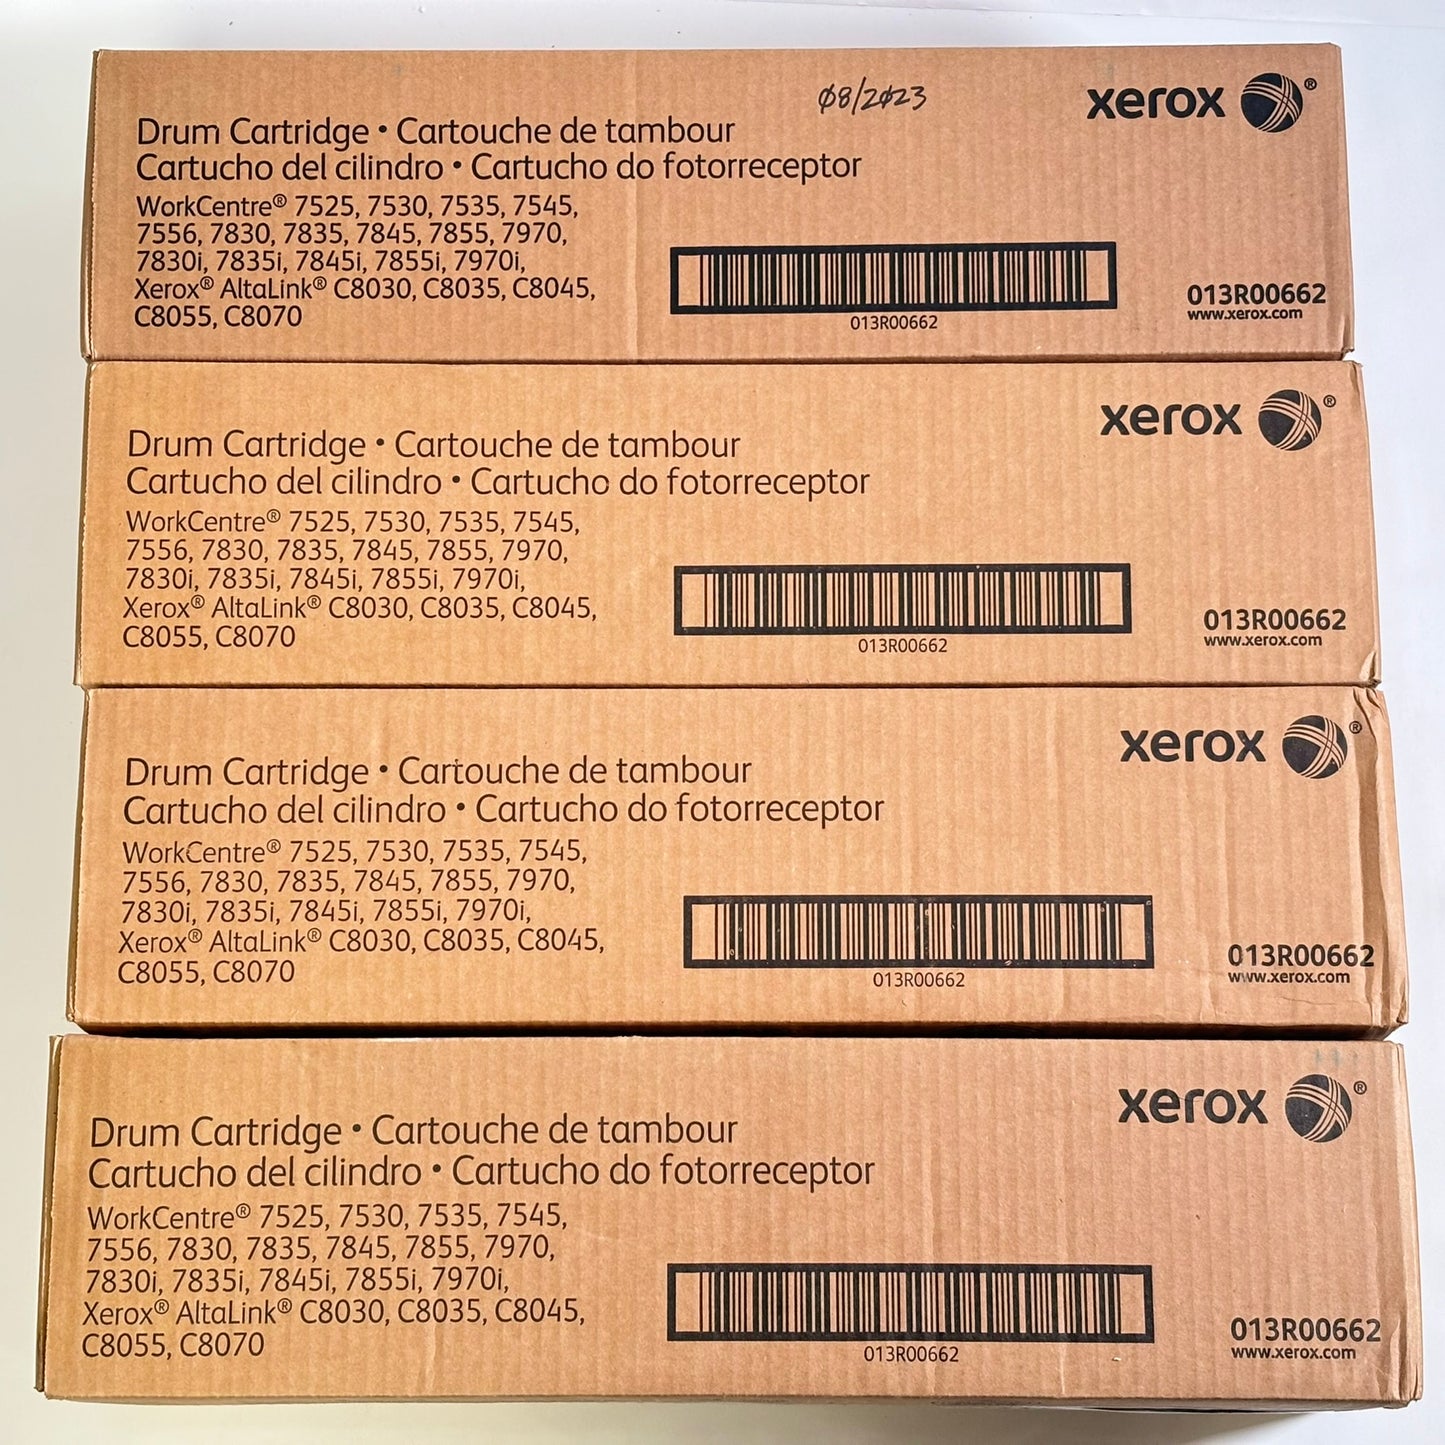 08/2023
xerox ®
Drum Cartridge • Cartouche de tambour
Cartucho del cilindro • Cartucho do fotorreceptor
WorkCentre® 7525, 7530, 7535, 7545,
7556, 7830, 7835, 7845, 7855, 7970,
7830i, 7835i, 7845i, 7855i, 7970i,
Xerox® AltaLink® C8030, C8035, C8045,
C8055, C8070
013R00662
013R00662
www.xerox.com
xerox ®
Drum Cartridge • Cartouche de tambour
Cartucho del cilindro • Cartucho do fotorreceptor
WorkCentre® 7525, 7530, 7535, 7545,
7556, 7830, 7835, 7845, 7855, 7970,
7830i, 7835i, 7845i, 7855i, 7970i,
Xerox® AltaLink® C8030, C8035, C8045,
C8055, C8070
013R00662
013R00662
www.xerox.com
xerox ®
Drum Cartridge • Cartouche de tambour
Cartucho del cilindro • Cartucho do fotorreceptor
WorkCentre® 7525, 7530, 7535, 7545,
7556, 7830, 7835, 7845, 7855, 7970,
7830i, 7835i, 7845i, 7855i, 7970i,
Xerox® AltaLink® C8030, C8035, C8045,
C8055, C8070
013R00662
013R00662
www.xerox.com
xerox ®
Drum Cartridge • Cartouche de tambour
Cartucho del cilindro • Cartucho do fotorreceptor
WorkCentre® 7525, 7530, 7535, 7545,
7556, 7830, 7835, 7845, 7855, 7970,
7830i, 7835i, 7845i, 7855i, 7970i,
Xerox® AltaLink® C8030, C8035, C8045,
C8055, C8070
013R00662
013R00662
www.xerox.com